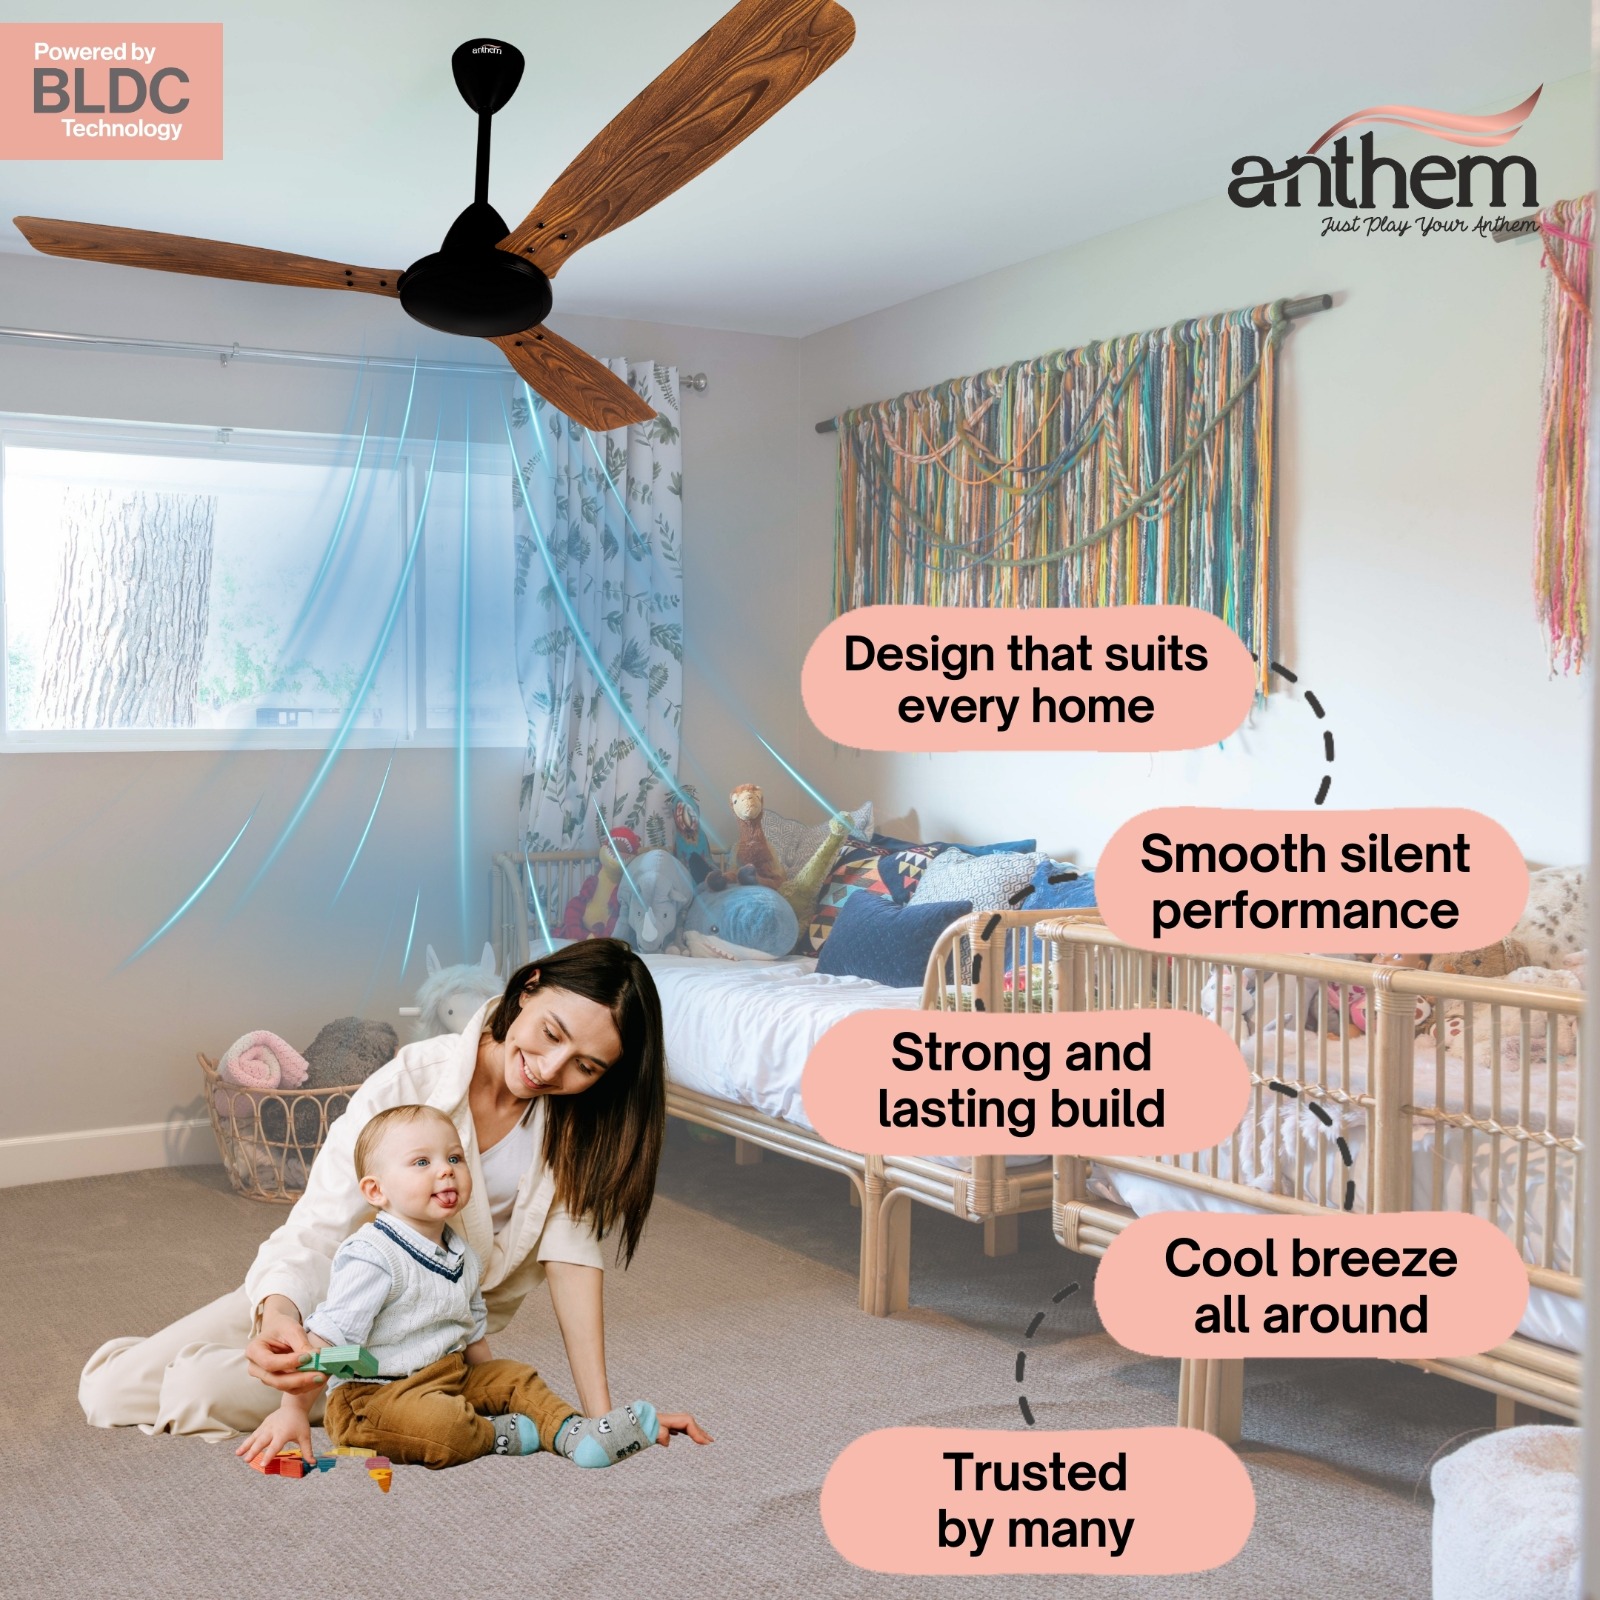 Powered by
BLDC
Technology
anthem
anthem
Just Play Your Anthem
Design that suits
every home
Smooth silent
performance
Strong and
lasting build
Cool breeze
all around
Trusted
by many